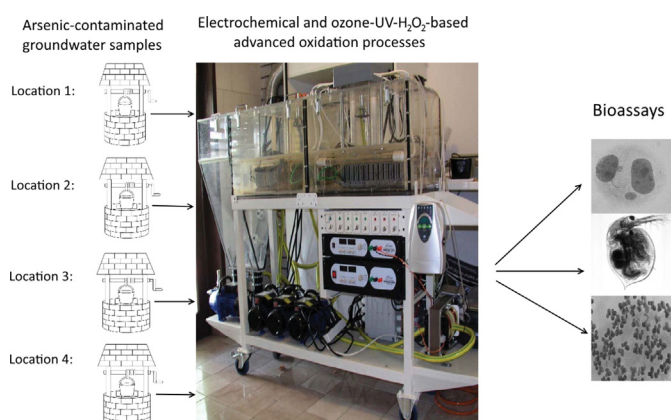 Arsenic-contaminated
groundwater samples
Electrochemical and ozone-UV-H₂O₂-based
advanced oxidation processes
Location 1:
Location 2:
Location 3:
Location 4:
Bioassays